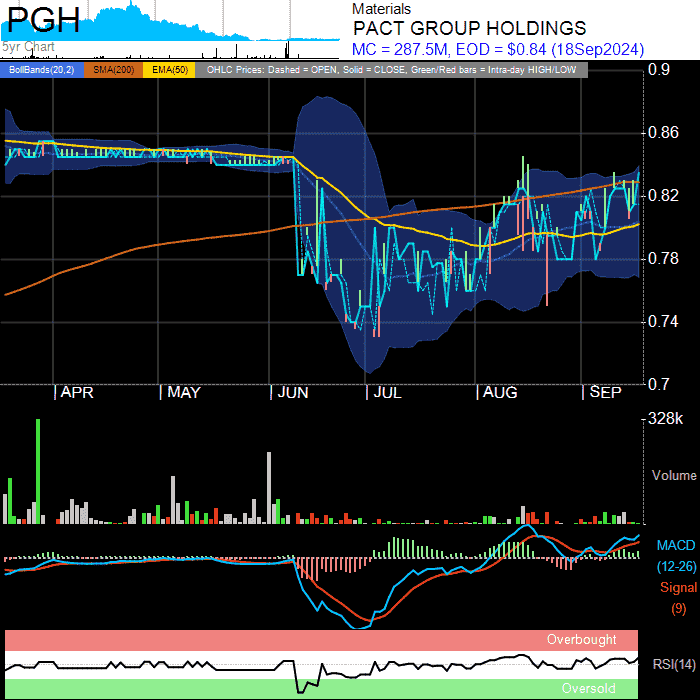 PGH
5yr Chart
Materials
PACT GROUP HOLDINGS
MC = 287.5M, EOD = $0.84 (18Sep2024)
BollBands(20,2) SMA(200) EMA(50) OHLC Prices: Dashed = OPEN, Solid = CLOSE, Green/Red bars = Intra-day HIGH/LOW
0.9
0.86
0.82
0.78
0.74
0.7
APR MAY JUN JUL AUG SEP
328k
Volume
MACD
(12-26)
Signal
(9)
Overbought
RSI(14)
Oversold